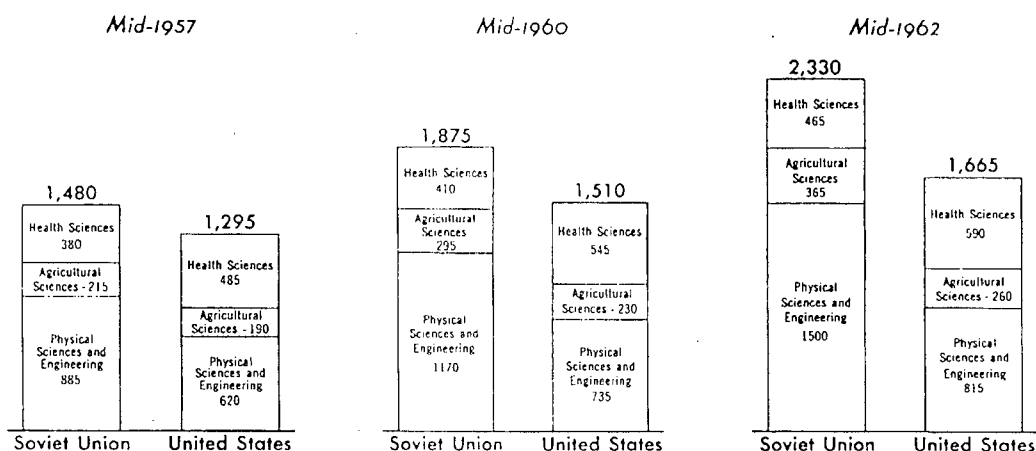 Mid-1957
1,480
Health Sciences
380
Agricultural
Sciences - 215
Physical
Sciences and
Engineering
885
Soviet Union
1,295
Health Sciences
485
Agricultural
Sciences - 190
Physical
Sciences and
Engineering
620
United States
Mid-1960
1,875
Health Sciences
410
Agricultural
Sciences
295
Physical
Sciences and
Engineering
1170
Soviet Union
1,510
Health Sciences
545
Agricultural
Sciences - 230
Physical
Sciences and
Engineering
735
United States
Mid-1962
2,330
Health Sciences
465
Agricultural
Sciences
365
Physical
Sciences and
Engineering
1500
Soviet Union
1,665
Health Sciences
590
Agricultural
Sciences - 260
Physical
Sciences and
Engineering
815
United States